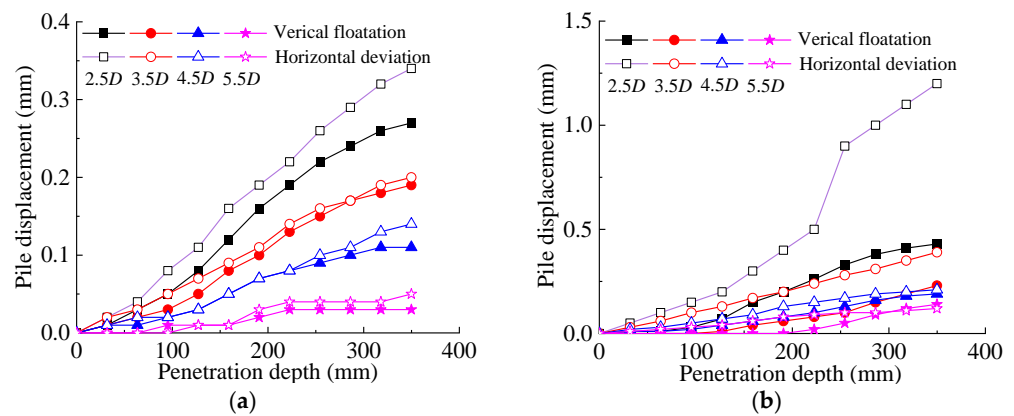 0.4
0.3
0.2
0.1
0.0
Pile displacement (mm)
Verical floatation
Horizontal deviation
2.5D 3.5D 4.5D 5.5D
0 100 200 300 400
Penetration depth (mm)
(a)
1.5
1.0
0.5
0.0
Pile displacement (mm)
Verical floatation
Horizontal deviation
2.5D 3.5D 4.5D 5.5D
0 100 200 300 400
Penetration depth (mm)
(b)